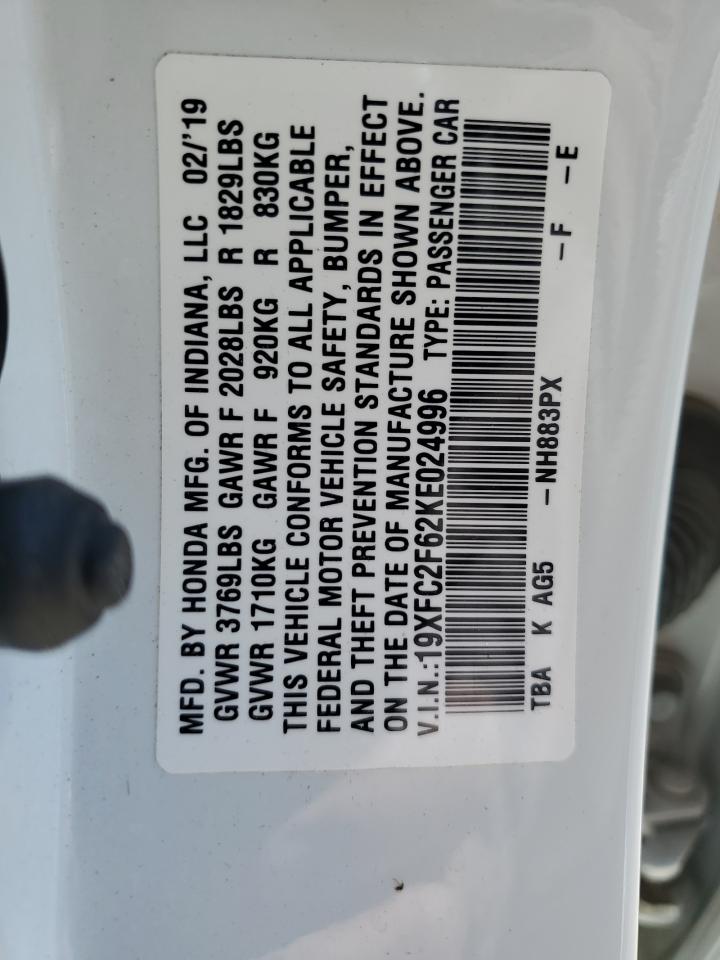 MFD. BY HONDA MFG. OF INDIANA, LLC 02/'19
GVWR 3769LBS GAWR F 2028LBS R 1829LBS
GVWR 1710KG GAWR F 920KG R 830KG
THIS VEHICLE CONFORMS TO ALL APPLICABLE
FEDERAL MOTOR VEHICLE SAFETY, BUMPER,
AND THEFT PREVENTION STANDARDS IN EFFECT
ON THE DATE OF MANUFACTURE SHOWN ABOVE.
V.I.N.:19XFC2F62KE024996 TYPE: PASSENGER CAR
TBA K AG5 -NH883PX -F -E